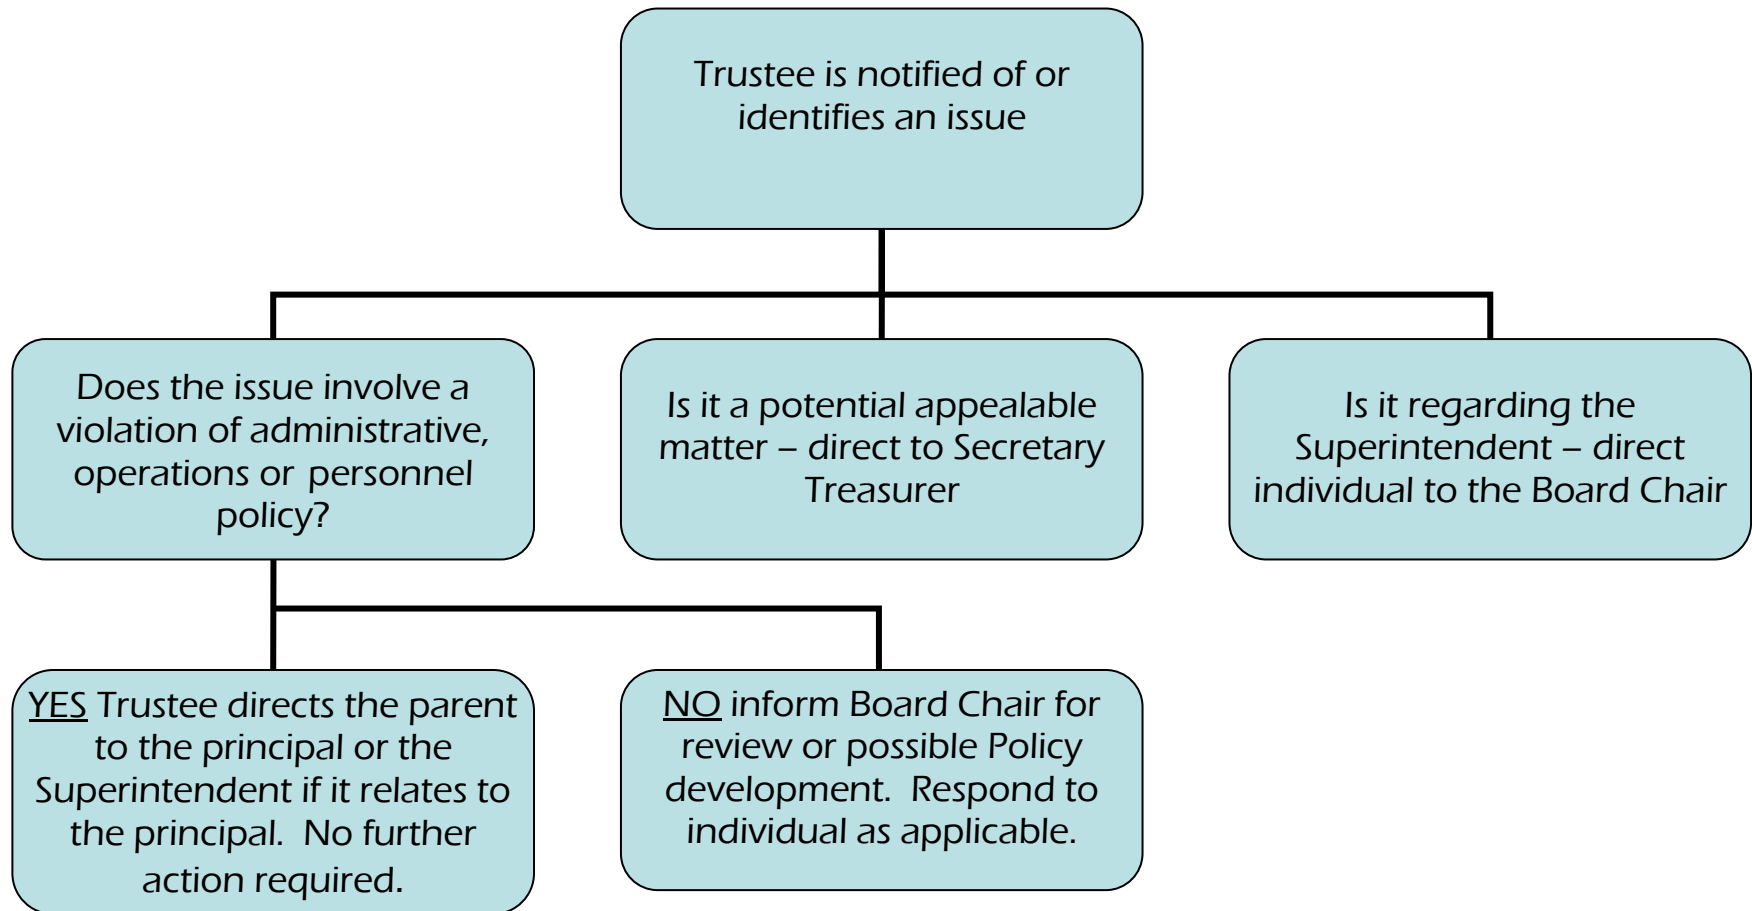 Trustee is notified of or
identifies an issue
Does the issue involve a
violation of administrative,
operations or personnel
policy?
Is it a potential appealable
matter – direct to Secretary
Treasurer
Is it regarding the
Superintendent – direct
individual to the Board Chair
YES Trustee directs the parent
to the principal or the
Superintendent if it relates to
the principal.  No further
action required.
NO inform Board Chair for
review or possible Policy
development.  Respond to
individual as applicable.